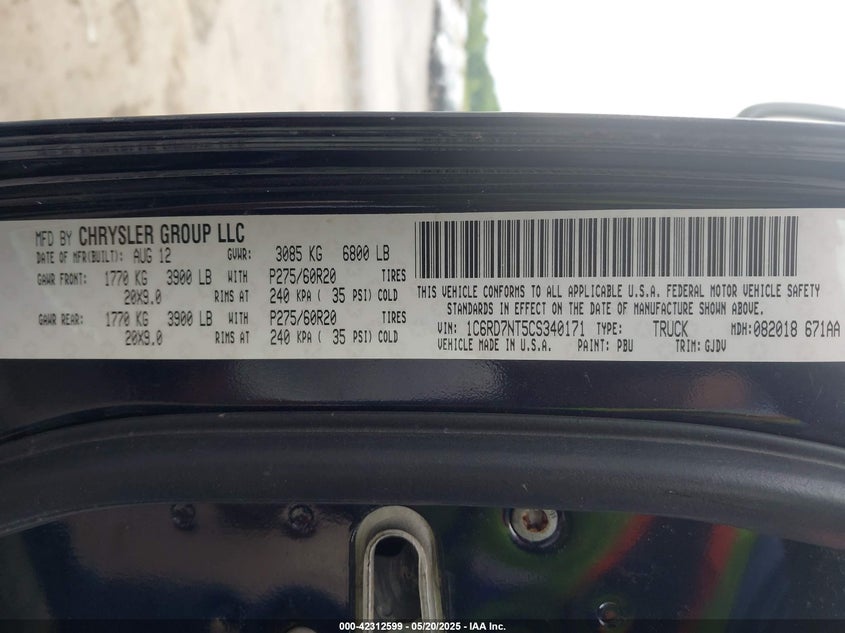 MFD BY CHRYSLER GROUP LLC
DATE OF MFR(BUILT): AUG 12 GVWR: 3085 KG 6800 LB
GAWR FRONT: 1770 KG 3900 LB WITH P275/60R20 TIRES
20X9.0 RIMS AT 240 KPA ( 35 PSI) COLD
GAWR REAR: 1770 KG 3900 LB WITH P275/60R20 TIRES
20X9.0 RIMS AT 240 KPA ( 35 PSI) COLD
THIS VEHICLE CONFORMS TO ALL APPLICABLE U.S.A. FEDERAL MOTOR VEHICLE SAFETY
STANDARDS IN EFFECT ON THE DATE OF MANUFACTURE SHOWN ABOVE.
VIN: 1C6RD7NT5CS340171 TYPE: TRUCK MDH:082018 671AA
VEHICLE MADE IN U.S.A. PAINT: PBU TRIM: GJDV
000-42312599 - 05/20/2025 - IAA Inc.